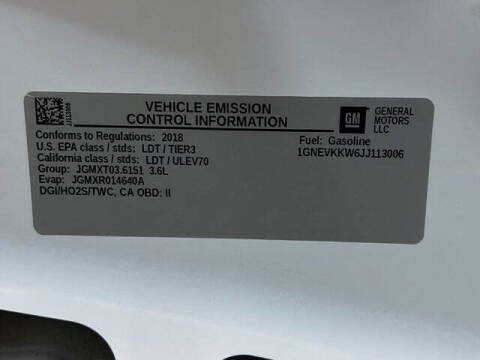 JJ113006
VEHICLE EMISSION
CONTROL INFORMATION
GM
GENERAL
MOTORS
LLC
Conforms to Regulations: 2018
U.S. EPA class / stds: LDT / TIER3
California class / stds: LDT / ULEV70
Group: JGMXT03.6151 3.6L
Evap: JGMXR014640A
DGI/HO2S/TWC, CA OBD: II
Fuel: Gasoline
1GNEVKKW6JJ113006